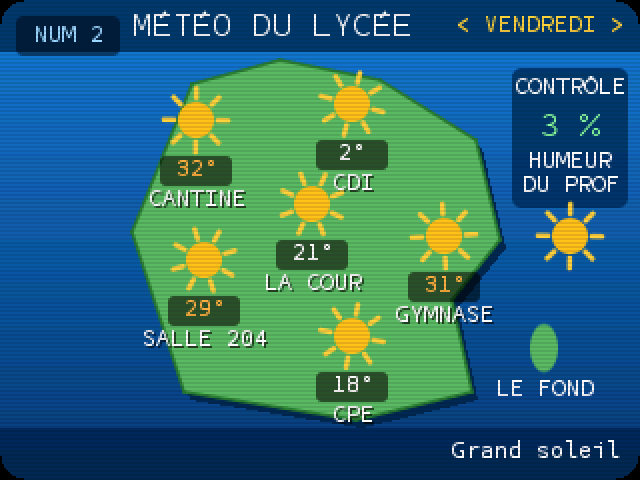 NUM 2
MÉTÉO DU LYCÉE
< VENDREDI >
CONTRÔLE
3 %
HUMEUR
DU PROF
32°
CANTINE
2°
CDI
21°
LA COUR
31°
GYMNASE
29°
SALLE 204
18°
CPE
LE FOND
Grand soleil